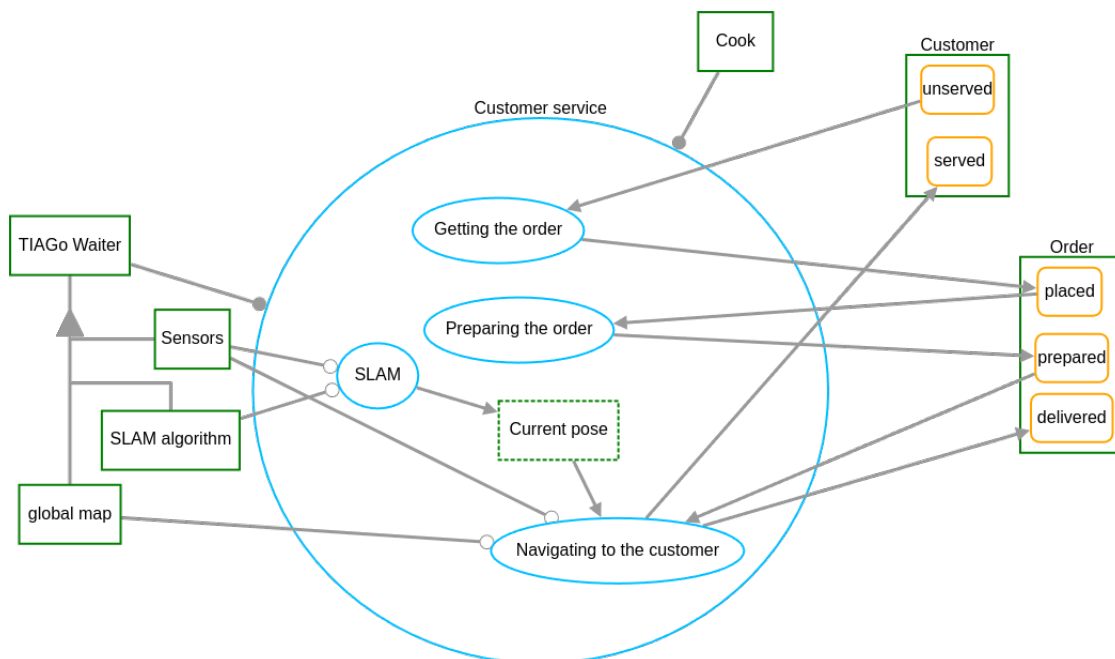 Cook
Customer
unserved
served
Customer service
Getting the order
TIAGo Waiter
Order
placed
Preparing the order
prepared
Sensors
SLAM
delivered
SLAM algorithm
Current pose
global map
Navigating to the customer